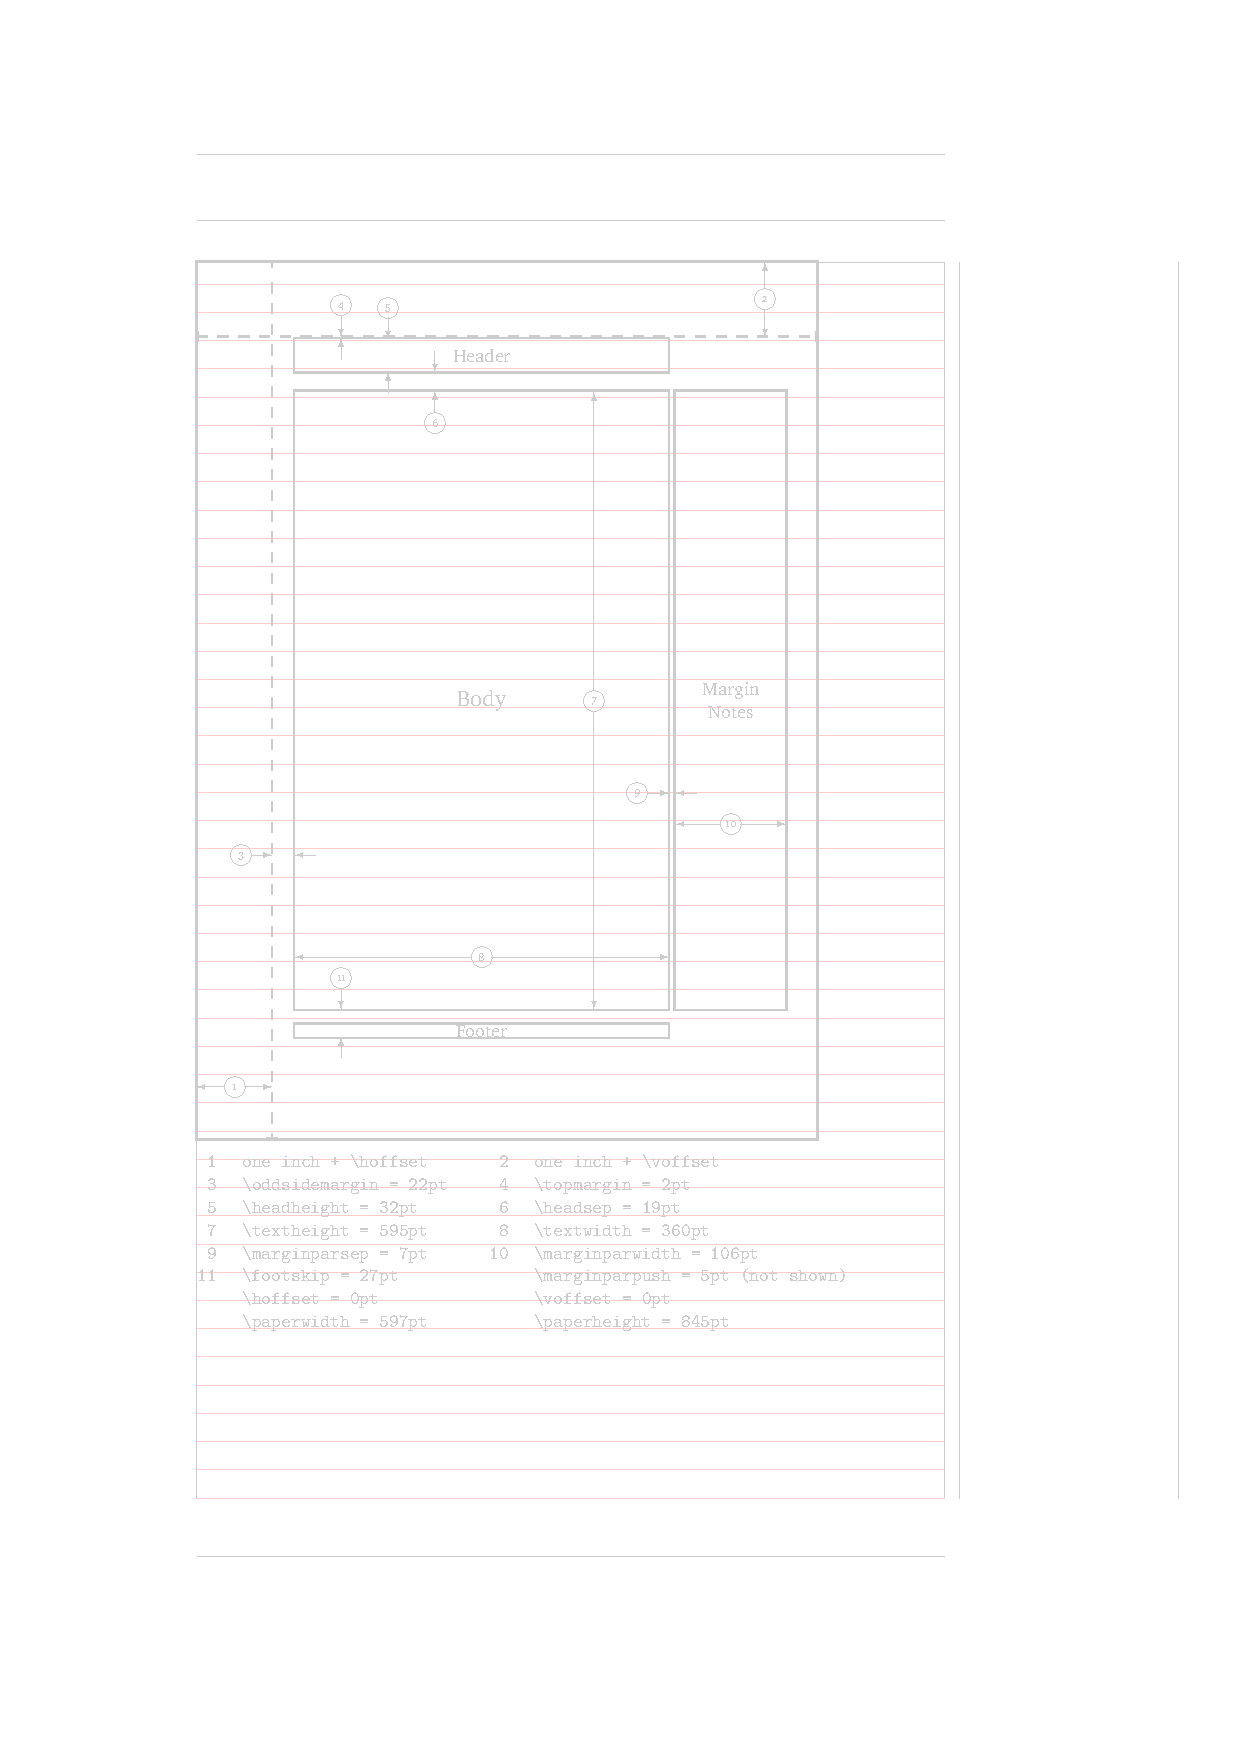 4
5
2
Header
6
Body
7
Margin
Notes
9
10
3
8
11
Footer
1
1 one inch + \hoffset 2 one inch + \voffset
3 \oddsidemargin = 22pt 4 \topmargin = 2pt
5 \headheight = 32pt 6 \headsep = 19pt
7 \textheight = 595pt 8 \textwidth = 360pt
9 \marginparsep = 7pt 10 \marginparwidth = 106pt
11 \footskip = 27pt \marginparpush = 5pt (not shown)
\hoffset = 0pt \voffset = 0pt
\paperwidth = 597pt \paperheight = 845pt